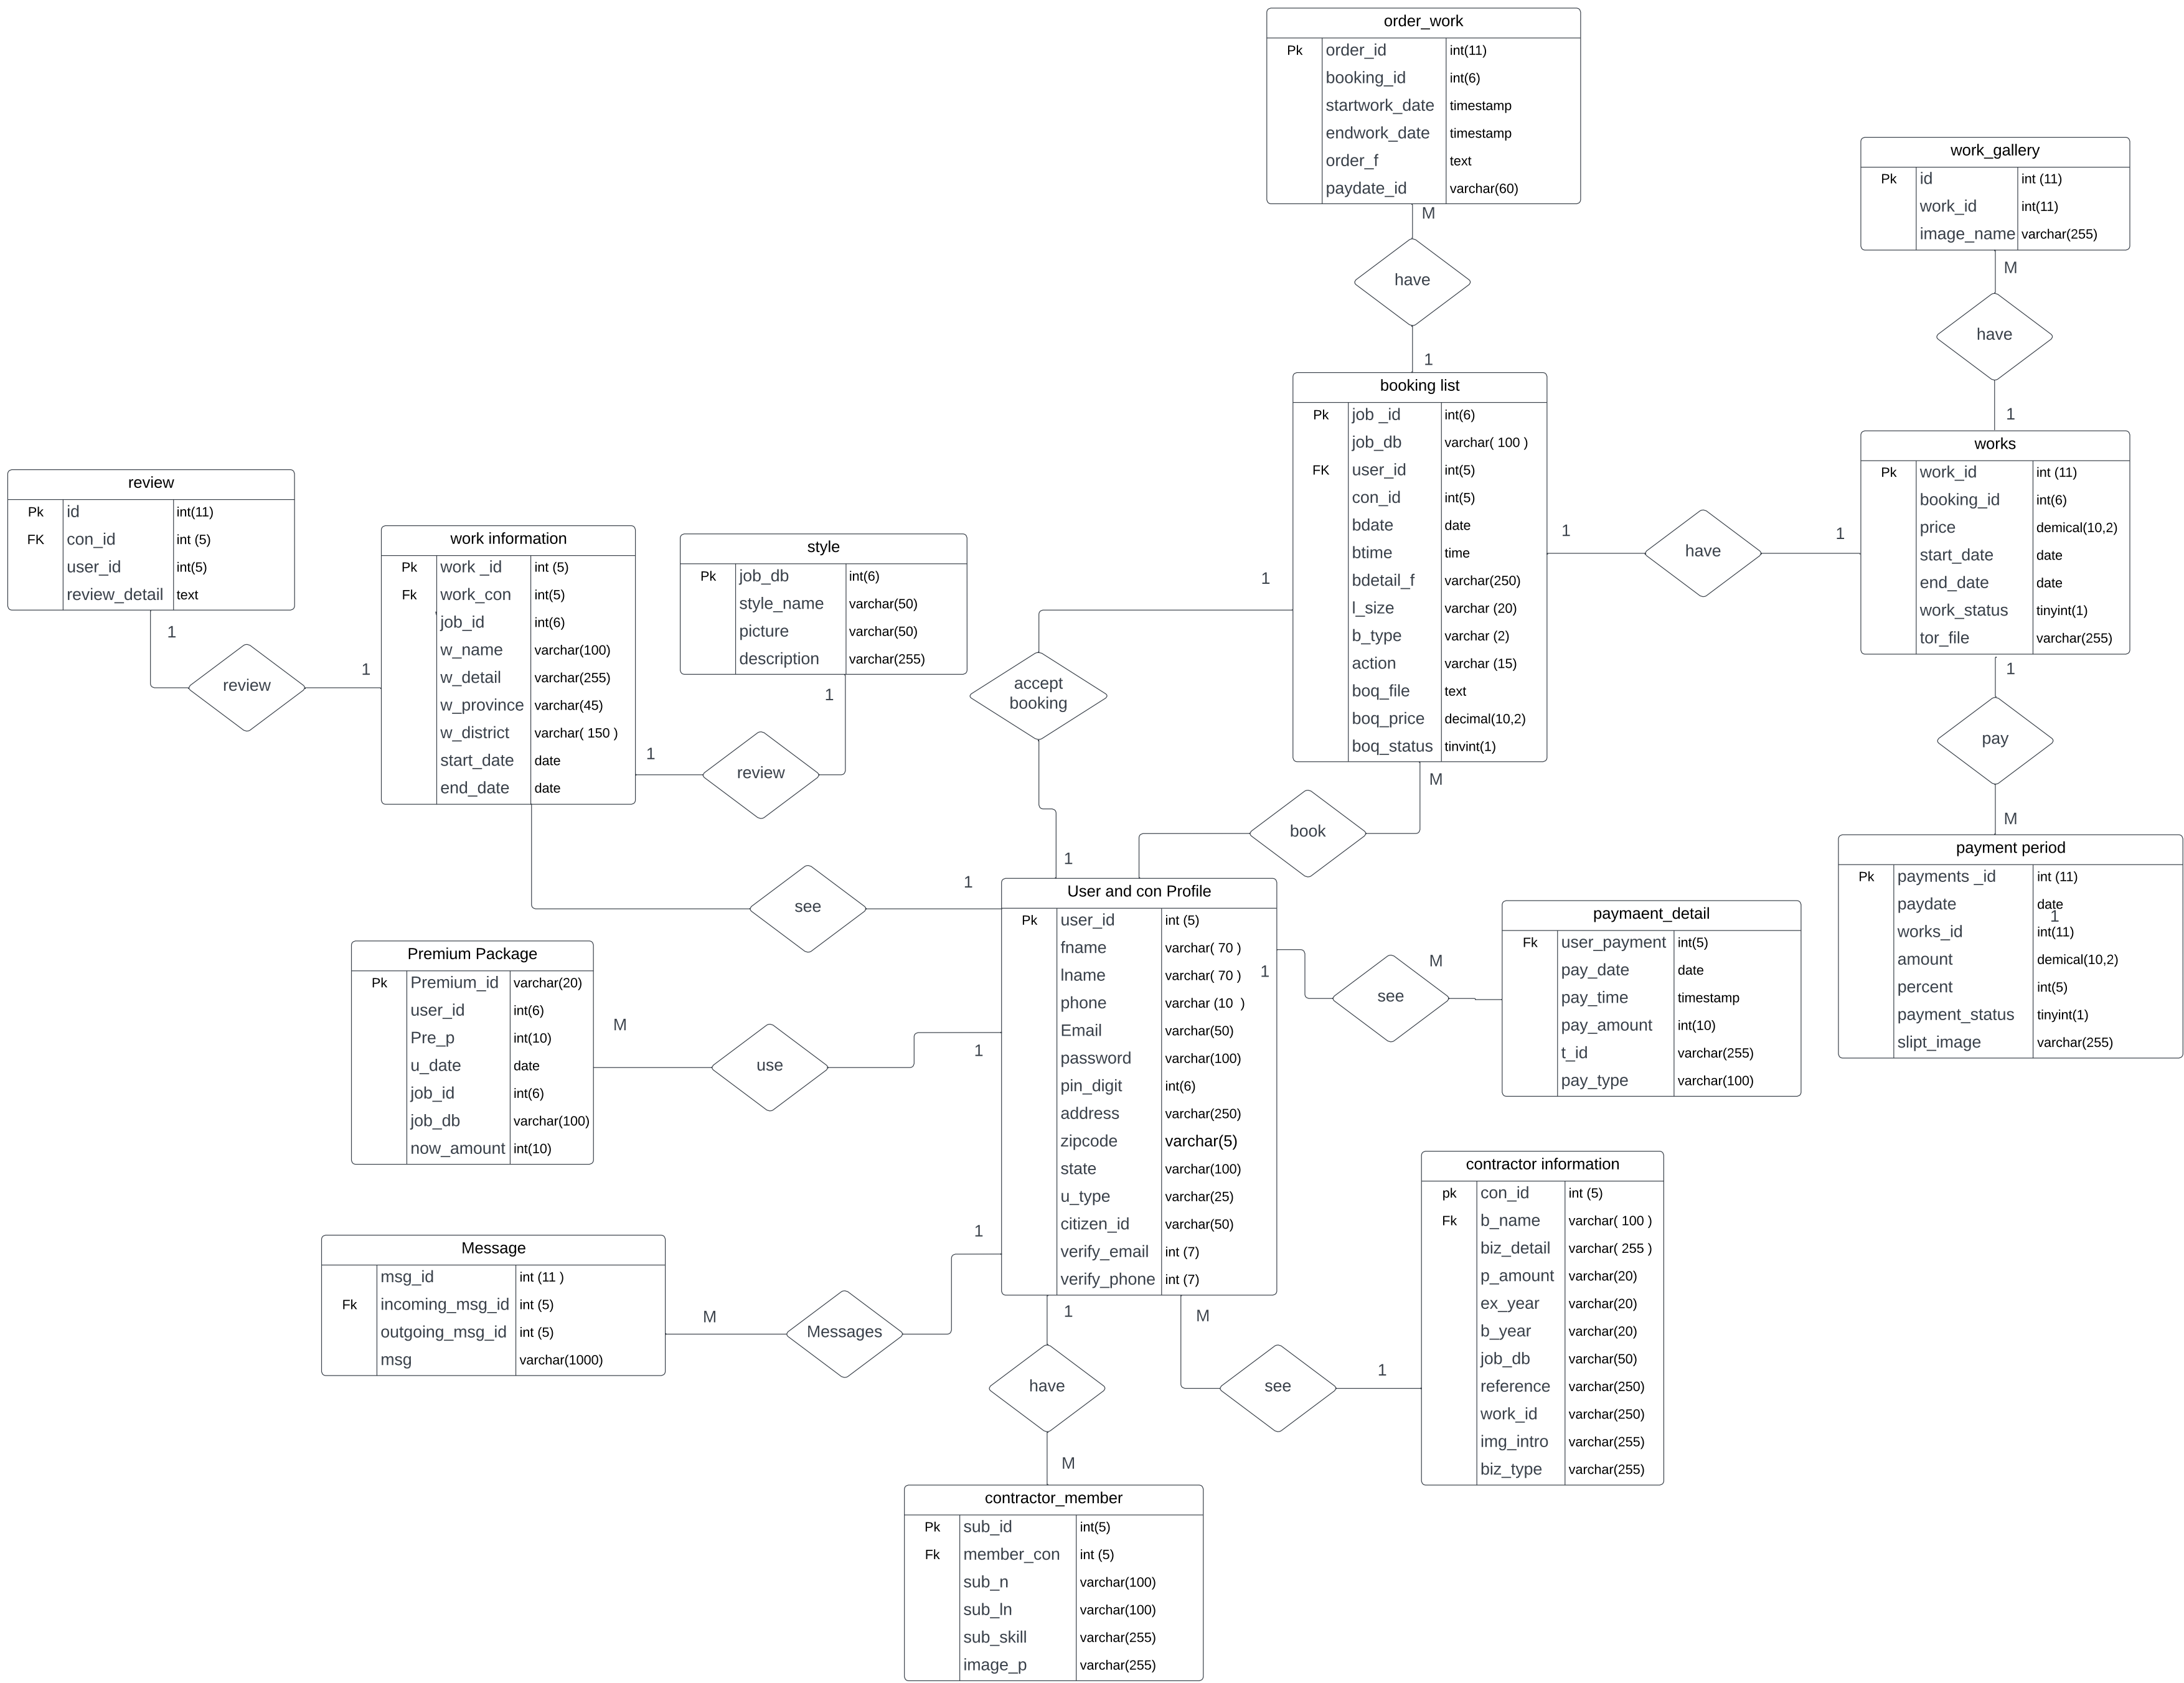 order_work
Pk order_id int(11)
booking_id int(6)
startwork_date timestamp
endwork_date timestamp
order_f text
paydate_id varchar(60)
M
have
1
work_gallery
Pk id int (11)
work_id int(11)
image_name varchar(255)
M
have
1
booking list
Pk job _id int(6)
job_db varchar( 100 )
FK user_id int(5)
con_id int(5)
bdate date
btime time
bdetail_f varchar(250)
l_size varchar (20)
b_type varchar (2)
action varchar (15)
boq_file text
boq_price decimal(10,2)
boq_status tinvint(1)
1
have
1
works
Pk work_id int (11)
booking_id int(6)
price demical(10,2)
start_date date
end_date date
work_status tinyint(1)
tor_file varchar(255)
1
pay
M
review
Pk id int(11)
FK con_id int (5)
user_id int(5)
review_detail text
1
review
1
work information
Pk work _id int (5)
Fk work_con int(5)
job_id int(6)
w_name varchar(100)
w_detail varchar(255)
w_province varchar(45)
w_district varchar( 150 )
start_date date
end_date date
style
Pk job_db int(6)
style_name varchar(50)
picture varchar(50)
description varchar(255)
1
review
1
1
accept
booking
1
M
book
see
1
payment period
Pk payments _id int (11)
paydate date
1
works_id int(11)
amount demical(10,2)
percent int(5)
payment_status tinyint(1)
slipt_image varchar(255)
User and con Profile
Pk user_id int (5)
fname varchar( 70 )
lname varchar( 70 )
phone varchar (10  )
Email varchar(50)
password varchar(100)
pin_digit int(6)
address varchar(250)
zipcode varchar(5)
state varchar(100)
u_type varchar(25)
citizen_id varchar(50)
verify_email int (7)
verify_phone int (7)
1
see
M
paymaent_detail
Fk user_payment int(5)
pay_date date
pay_time timestamp
pay_amount int(10)
t_id varchar(255)
pay_type varchar(100)
Premium Package
Pk Premium_id varchar(20)
user_id int(6)
Pre_p int(10)
u_date date
job_id int(6)
job_db varchar(100)
now_amount int(10)
M
use
1
Message
msg_id int (11 )
Fk incoming_msg_id int (5)
outgoing_msg_id int (5)
msg varchar(1000)
M
Messages
1
1
have
M
M
see
1
contractor information
pk con_id int (5)
Fk b_name varchar( 100 )
biz_detail varchar( 255 )
p_amount varchar(20)
ex_year varchar(20)
b_year varchar(20)
job_db varchar(50)
reference varchar(250)
work_id varchar(250)
img_intro varchar(255)
biz_type varchar(255)
contractor_member
Pk sub_id int(5)
Fk member_con int (5)
sub_n varchar(100)
sub_ln varchar(100)
sub_skill varchar(255)
image_p varchar(255)